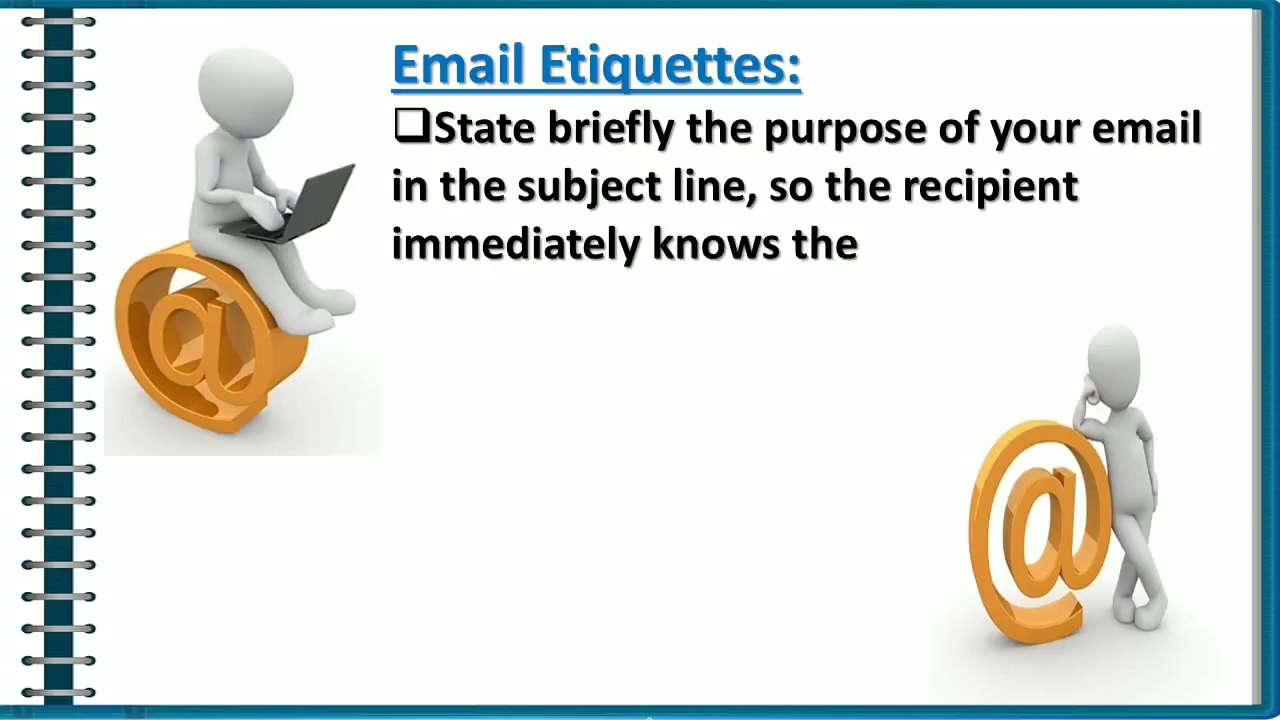 Email Etiquettes:
❑State briefly the purpose of your email
in the subject line, so the recipient
immediately knows the